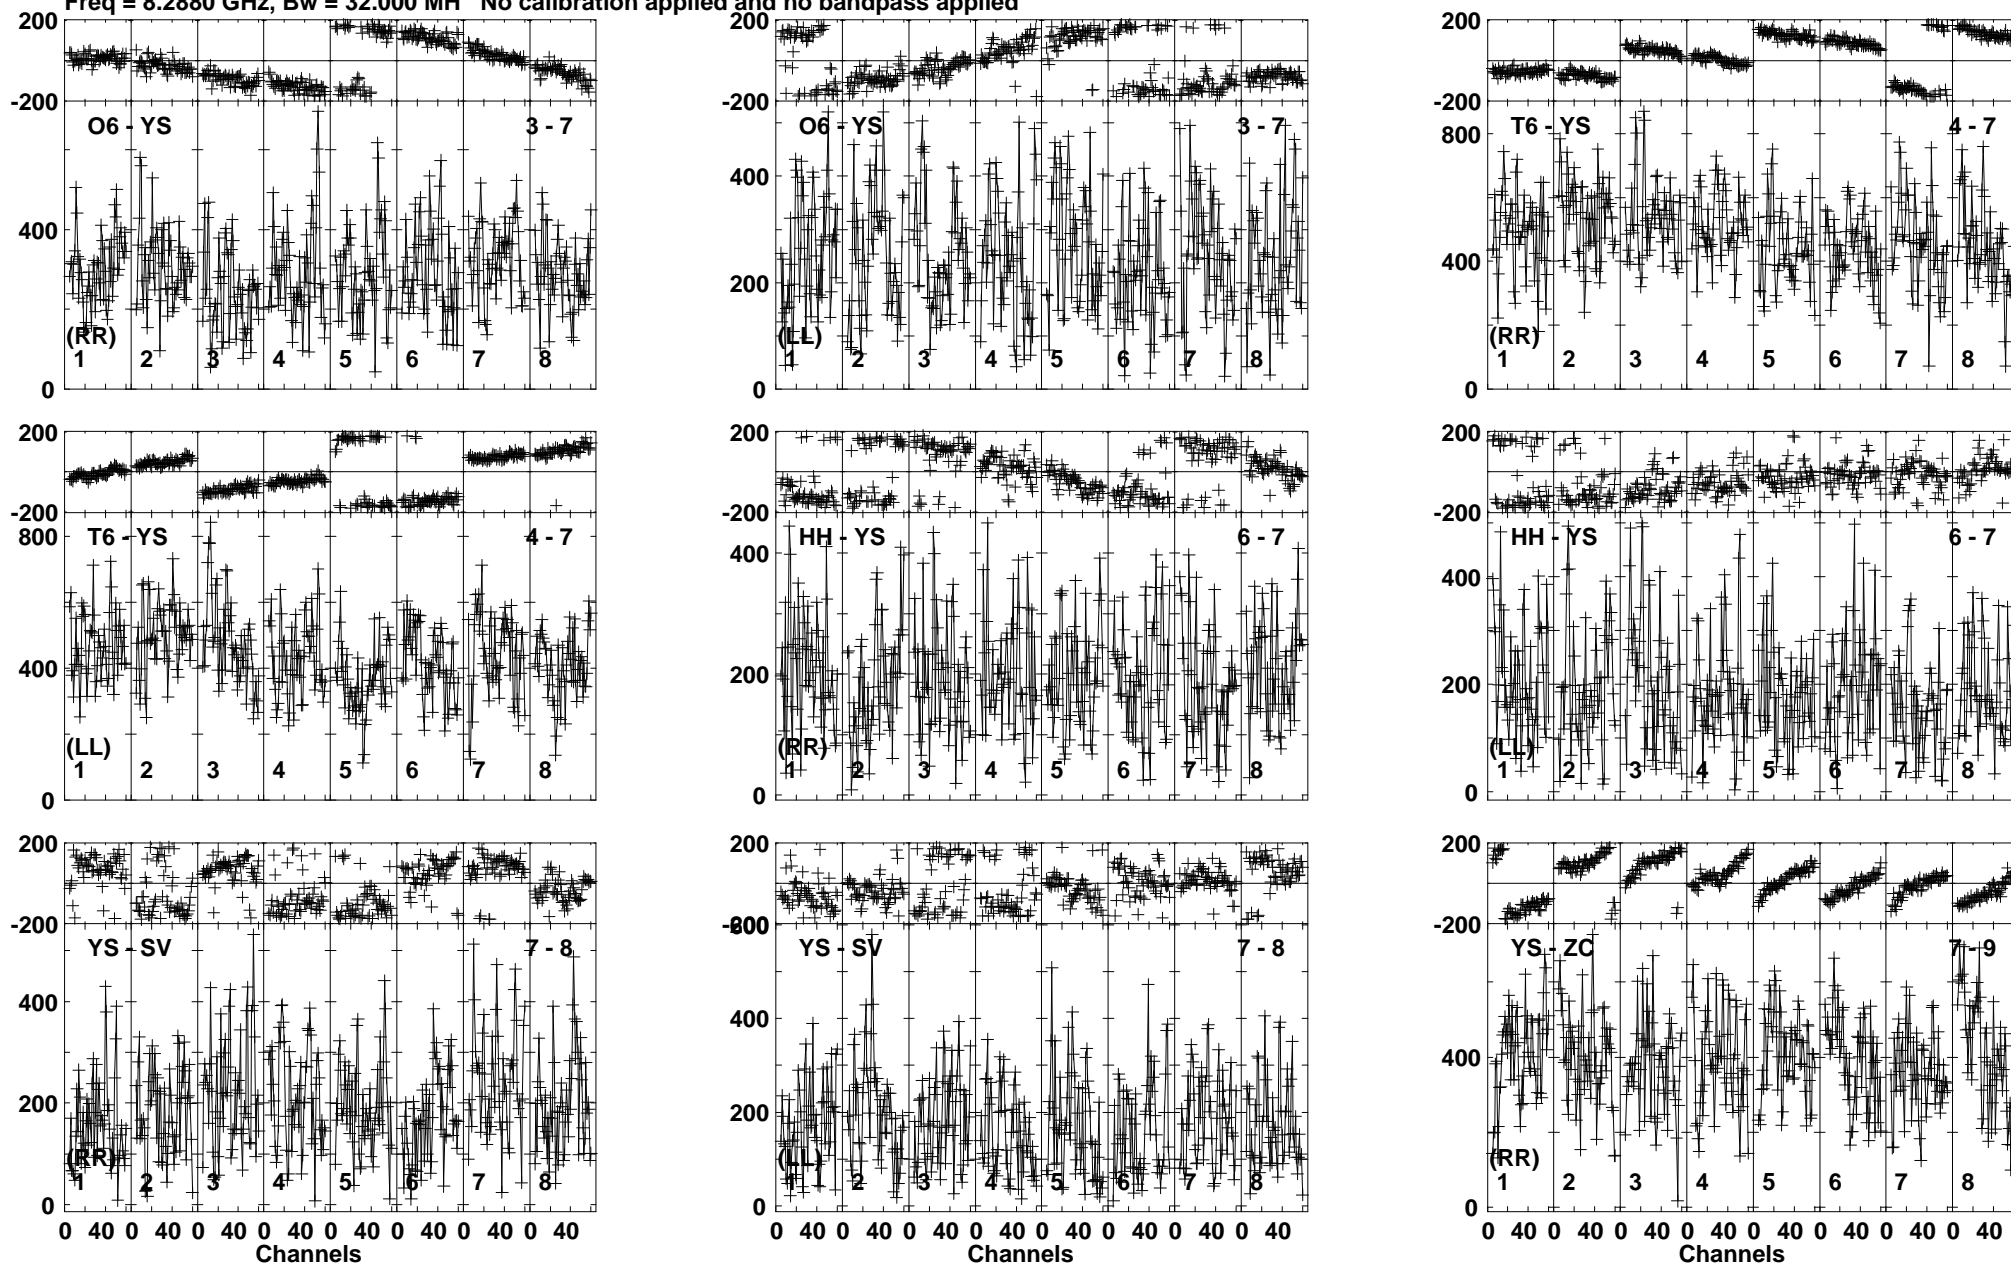 Freq = 8.2880 GHz, Bw = 32.000 MH No calibration applied and no bandpass applied
200 200 200
-200 -200 -200
O6 - YS 3 - 7 O6 - YS 3 - 7 T6 - YS 4 - 7
800
400 400
400
200
(RR) (LL) (RR)
1 2 3 4 5 6 7 8 1 2 3 4 5 6 7 8 1 2 3 4 5 6 7 8
0 0 0
200 200 200
-200 -200 -200
800 T6 - YS 4 - 7 HH - YS 6 - 7 HH - YS 6 - 7
400 400
400
200 200
(LL) (RR) (LL)
1 2 3 4 5 6 7 8 1 2 3 4 5 6 7 8 1 2 3 4 5 6 7 8
0 0 0
200 200 200
-200 -200 600 -200
YS - SV 7 - 8 YS - SV 7 - 8 YS - ZC 7 - 9
400 400 400
200 200
(RR) (LL) (RR)
1 2 3 4 5 6 7 8 1 2 3 4 5 6 7 8 1 2 3 4 5 6 7 8
0 0 0
0 40 0 40 0 40 0 40 0 40 0 40 0 40 0 40 0 40 0 40 0 40 0 40 0 40 0 40 0 40 0 40 0 40 0 40 0 40 0 40 0 40 0 40 0 40 0 40
Channels Channels Channels